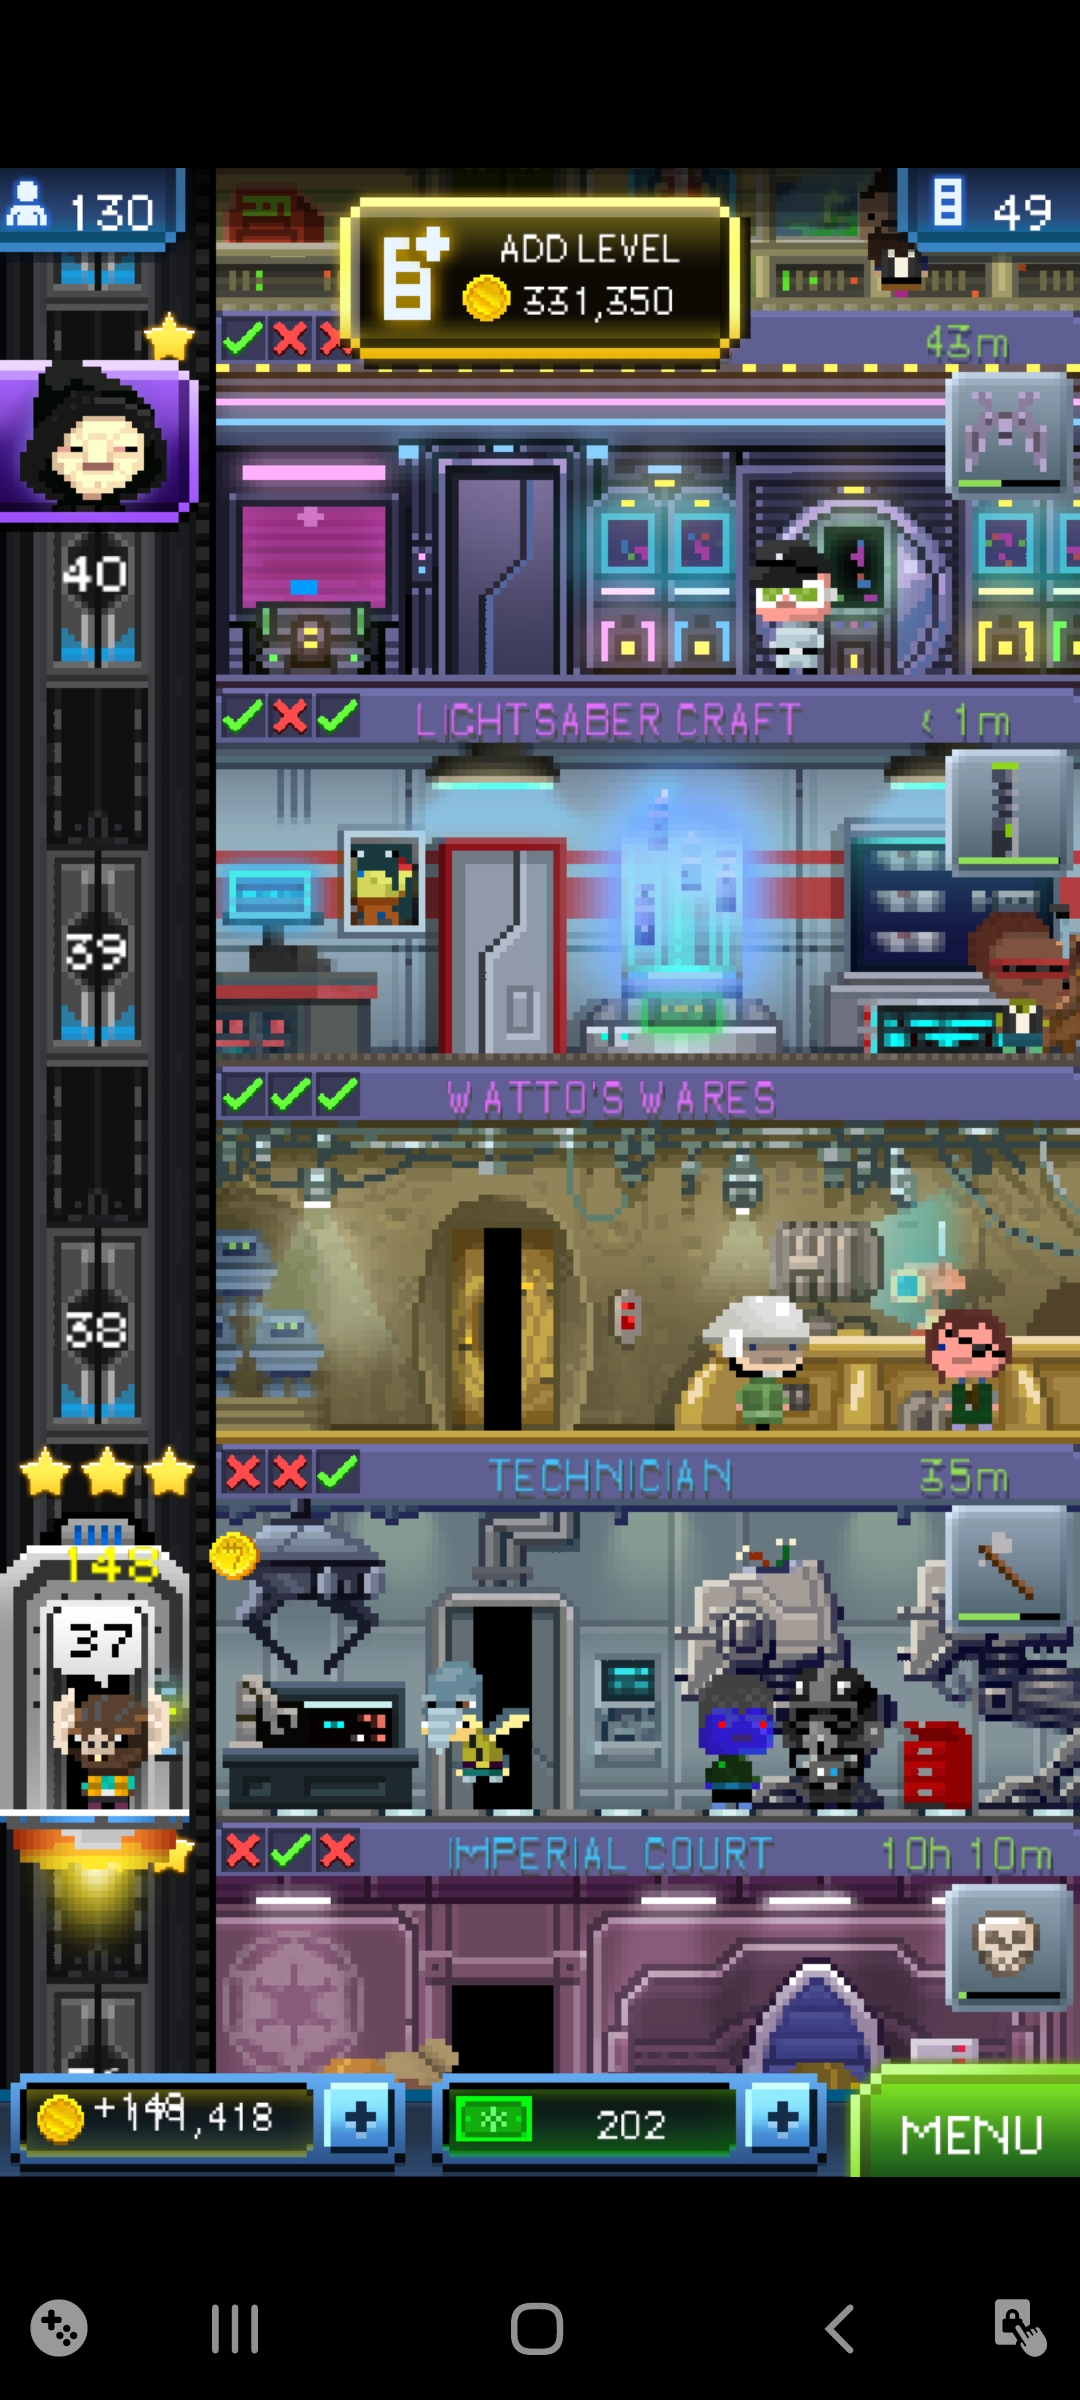 130
49
ADD LEVEL
331,350
43m
40
LIGHTSABER CRAFT
< 1m
39
WATTO'S WARES
38
TECHNICIAN
35m
148
37
IMPERIAL COURT
10h 10m
,418
202
MENU